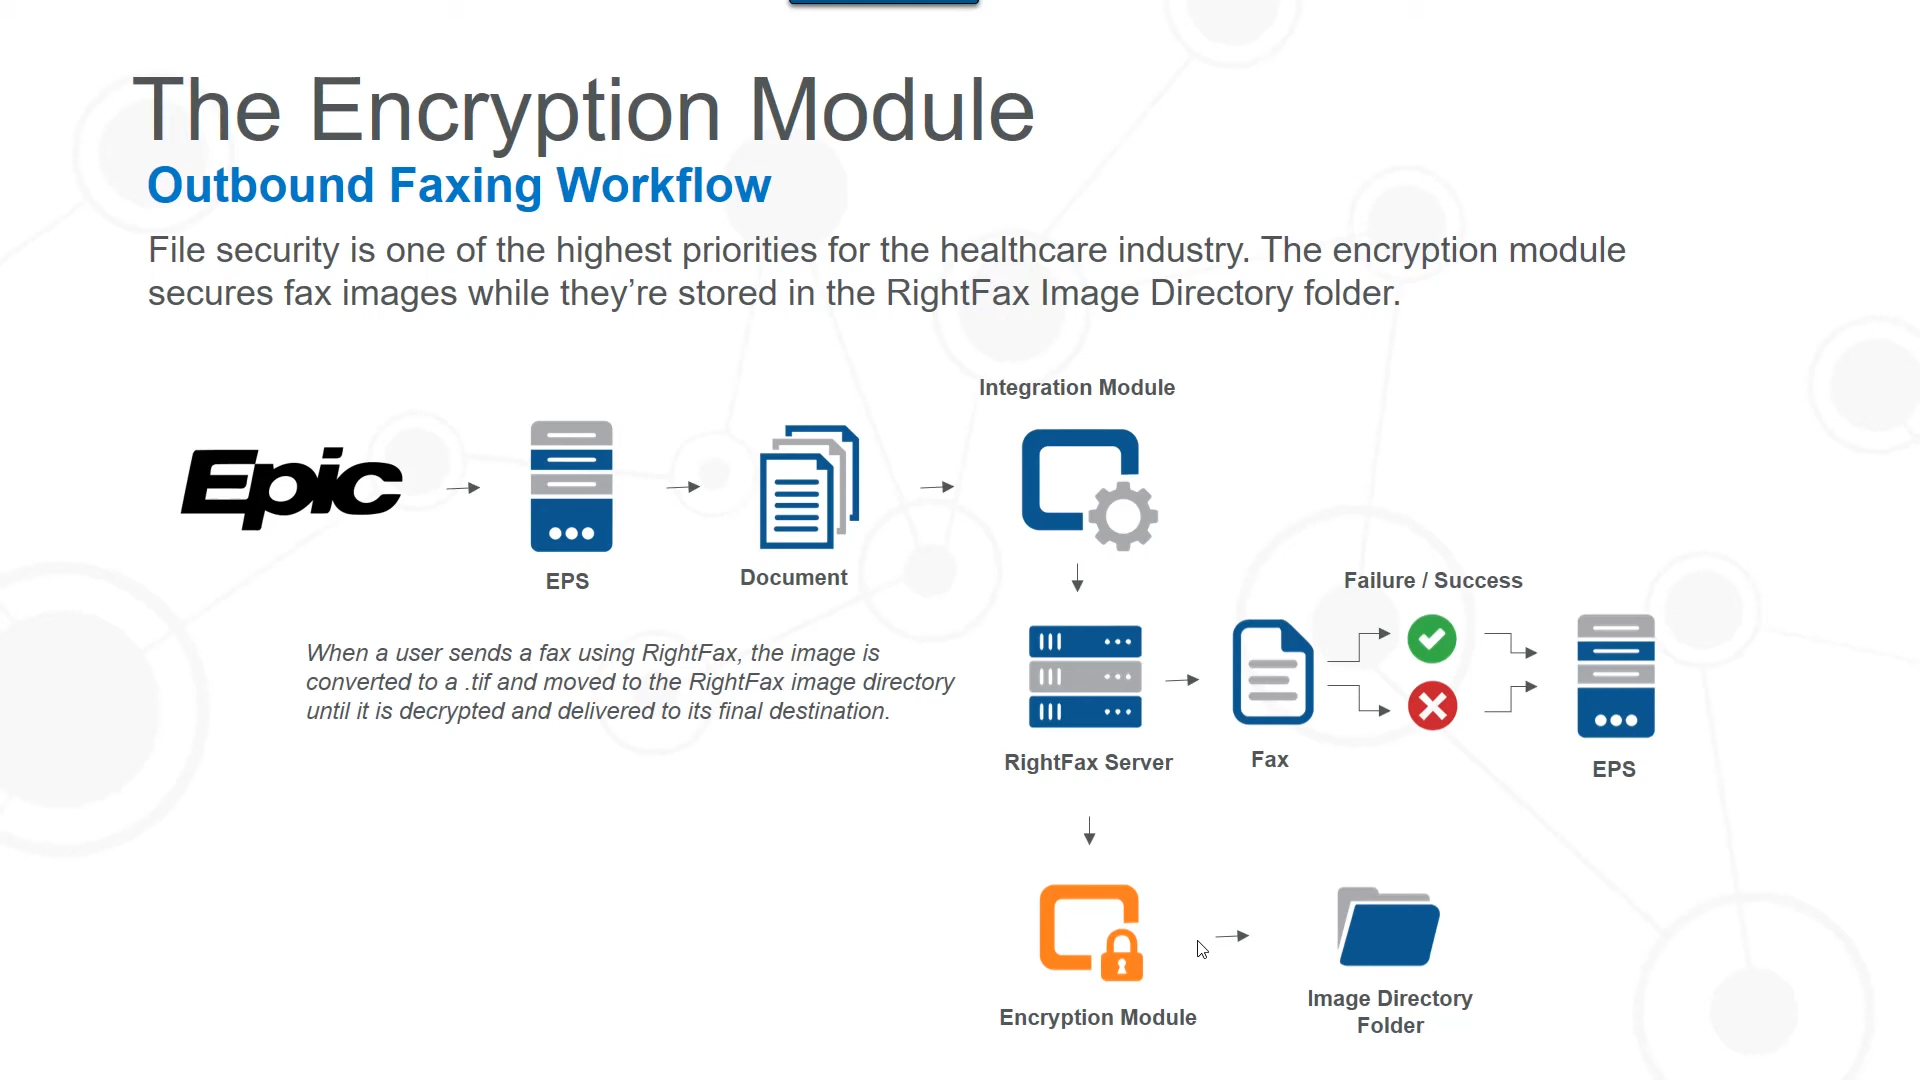 The Encryption Module
Outbound Faxing Workflow
File security is one of the highest priorities for the healthcare industry. The encryption module
secures fax images while they’re stored in the RightFax Image Directory folder.
Integration Module
Epic
EPS
Document
When a user sends a fax using RightFax, the image is
converted to a .tif and moved to the RightFax image directory
until it is decrypted and delivered to its final destination.
Failure / Success
RightFax Server
Fax
EPS
Encryption Module
Image Directory
Folder